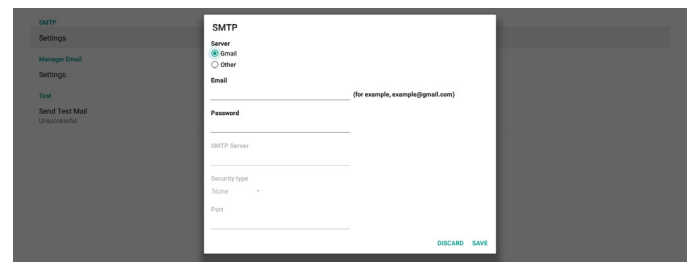 SMTP
Settings
Manager Email
Settings
Test
Send Test Mail
Unsuccessful
SMTP
Server
Gmail
Other
Email
(for example, example@gmail.com)
Password
SMTP Server
Security type
None
Port
DISCARD SAVE